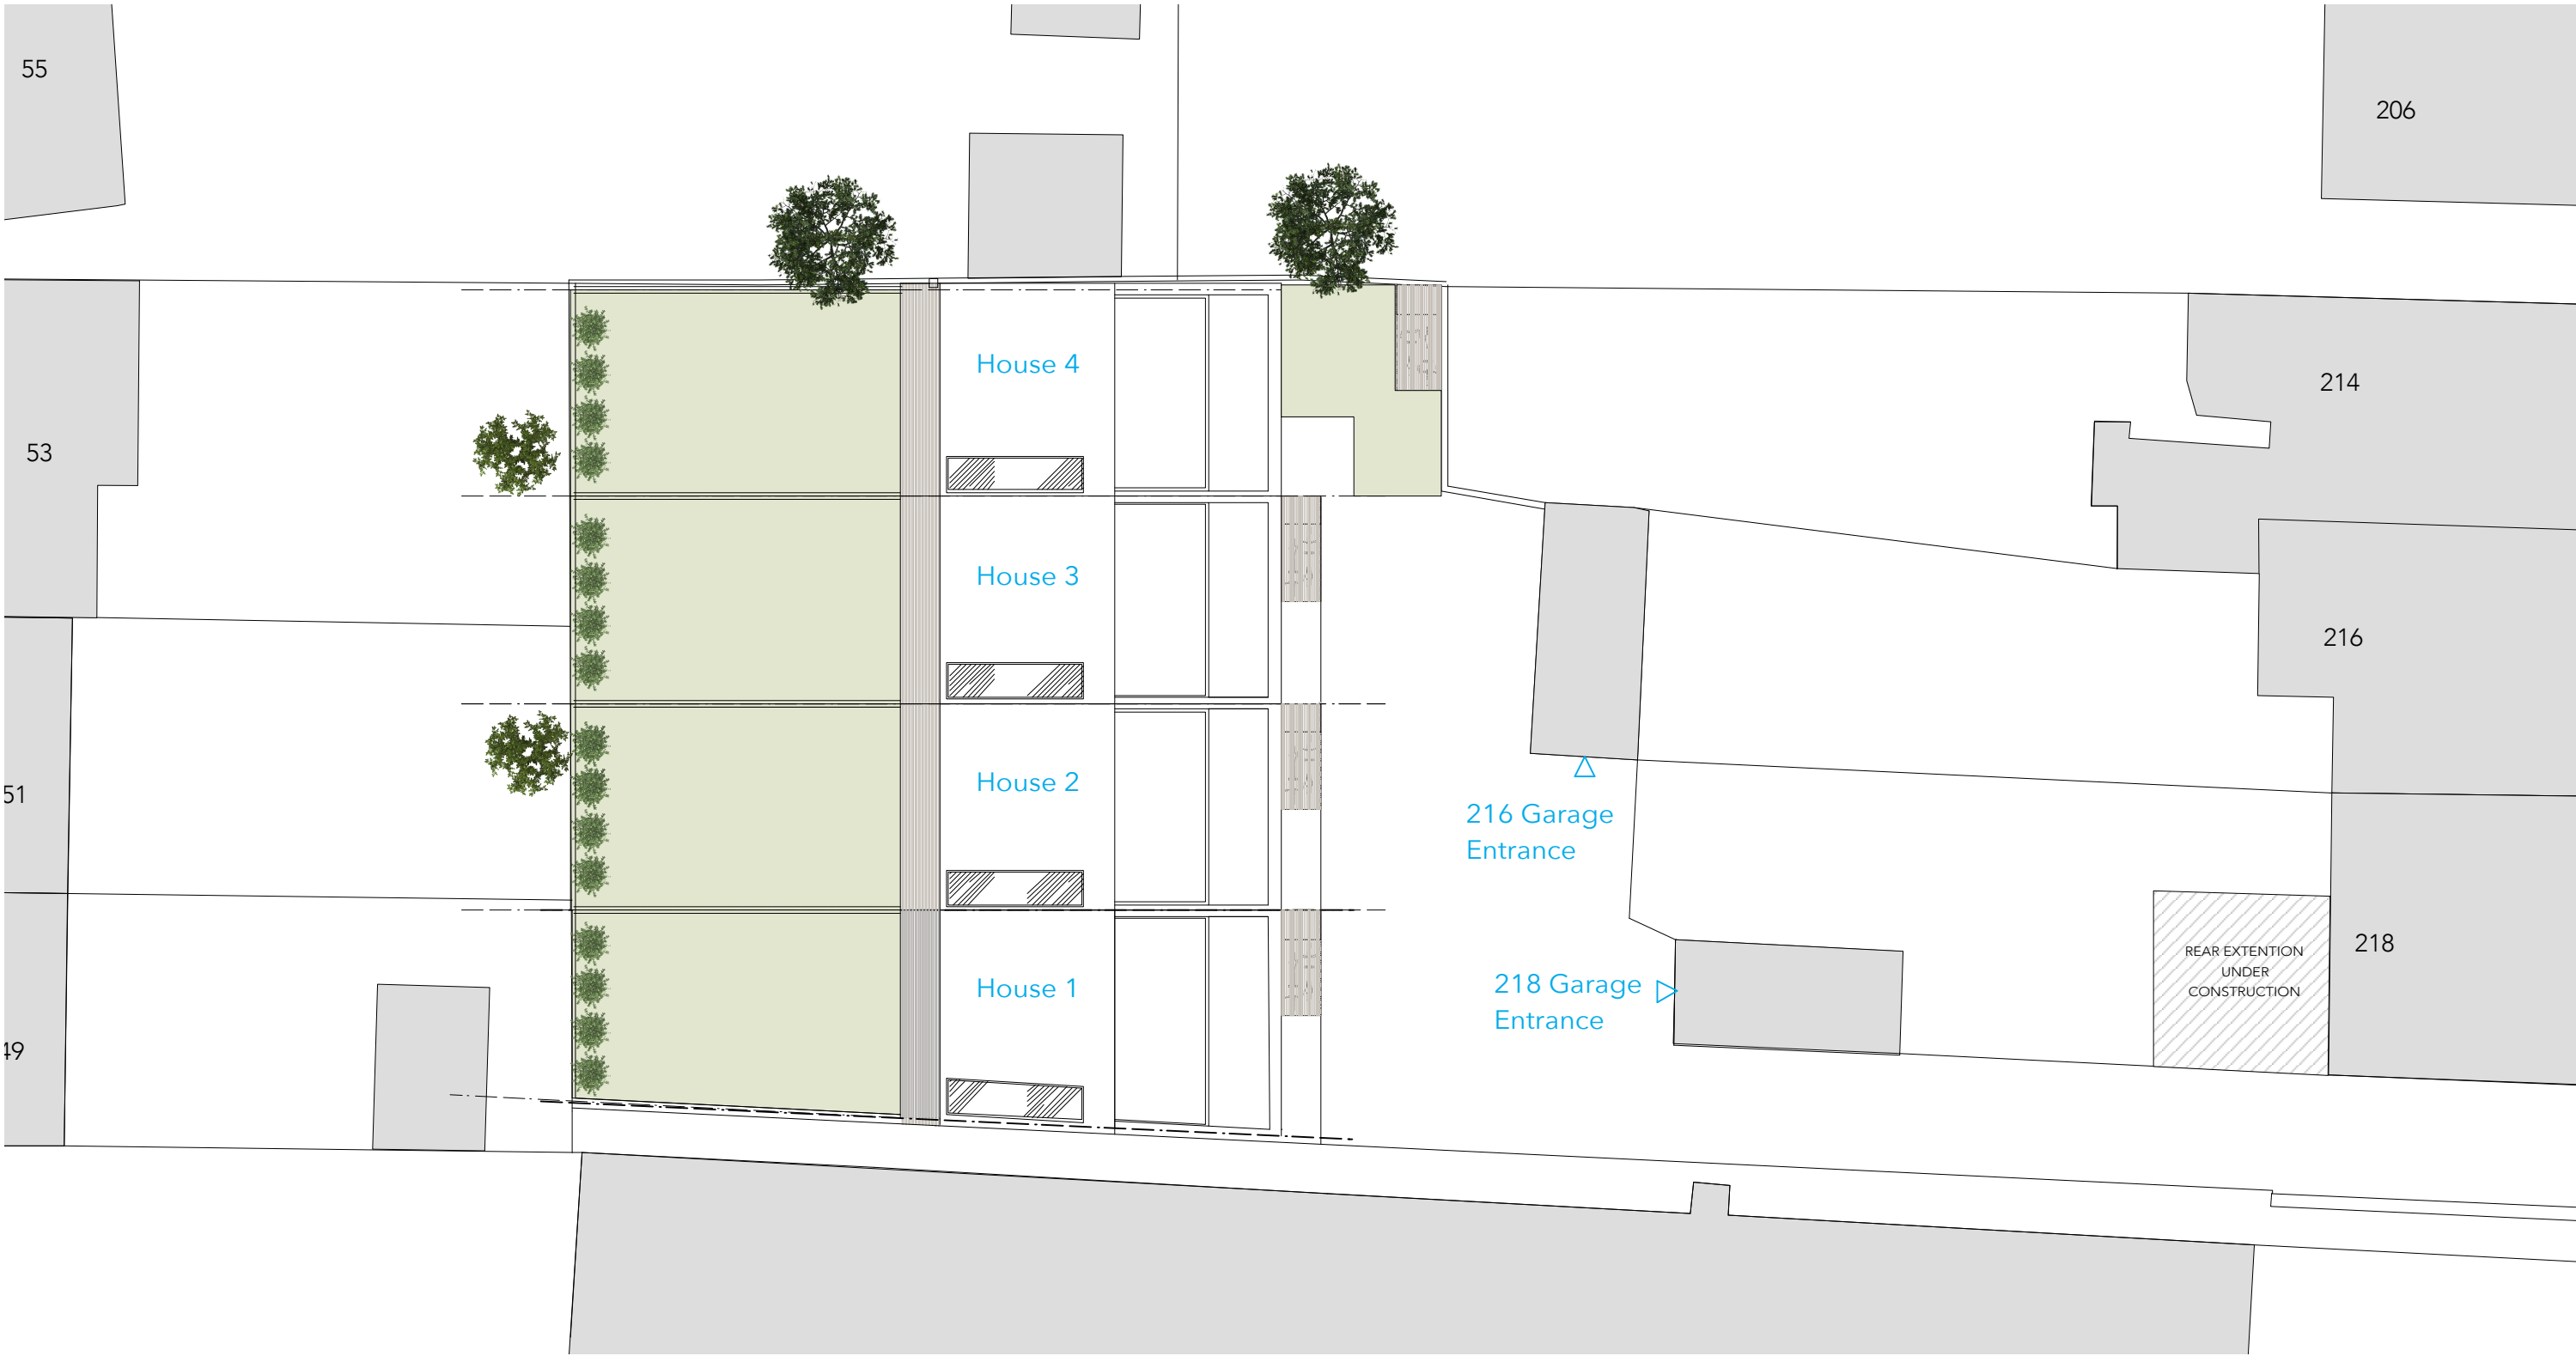 55
206
House 4
214
53
House 3
216
House 2
51
216 Garage
Entrance
218
REAR EXTENTION
UNDER
CONSTRUCTION
House 1
218 Garage
Entrance
49